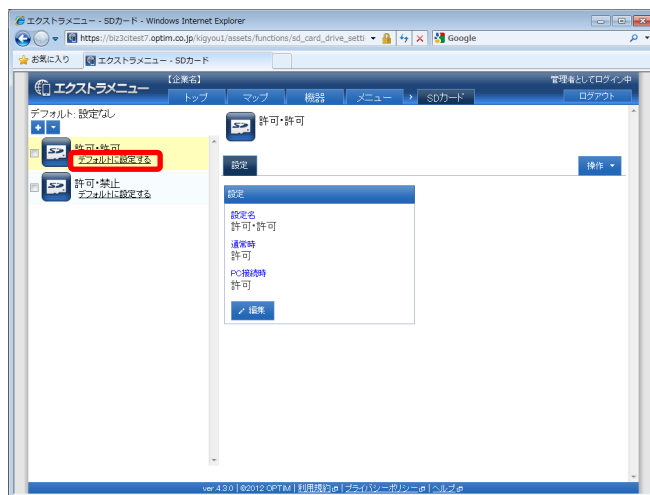 エクストラメニュー - SDカード - Windows Internet Explorer
https://biz3citest7.optim.co.jp/kigyou1/assets/functions/sd_card_drive_setti
Google
お気に入り
エクストラメニュー - SDカード
エクストラメニュー
【企業名】
管理者としてログイン中
トップ
マップ
機器
メニュー
SDカード
ログアウト
デフォルト: 設定なし
許可・許可
デフォルトに設定する
許可・禁止
デフォルトに設定する
許可・許可
設定
操作
設定
設定名
許可・許可
通常時
許可
PC接続時
許可
編集
ver.4.3.0 | ©2012 OPTiM | 利用規約 | プライバシーポリシー | ヘルプ